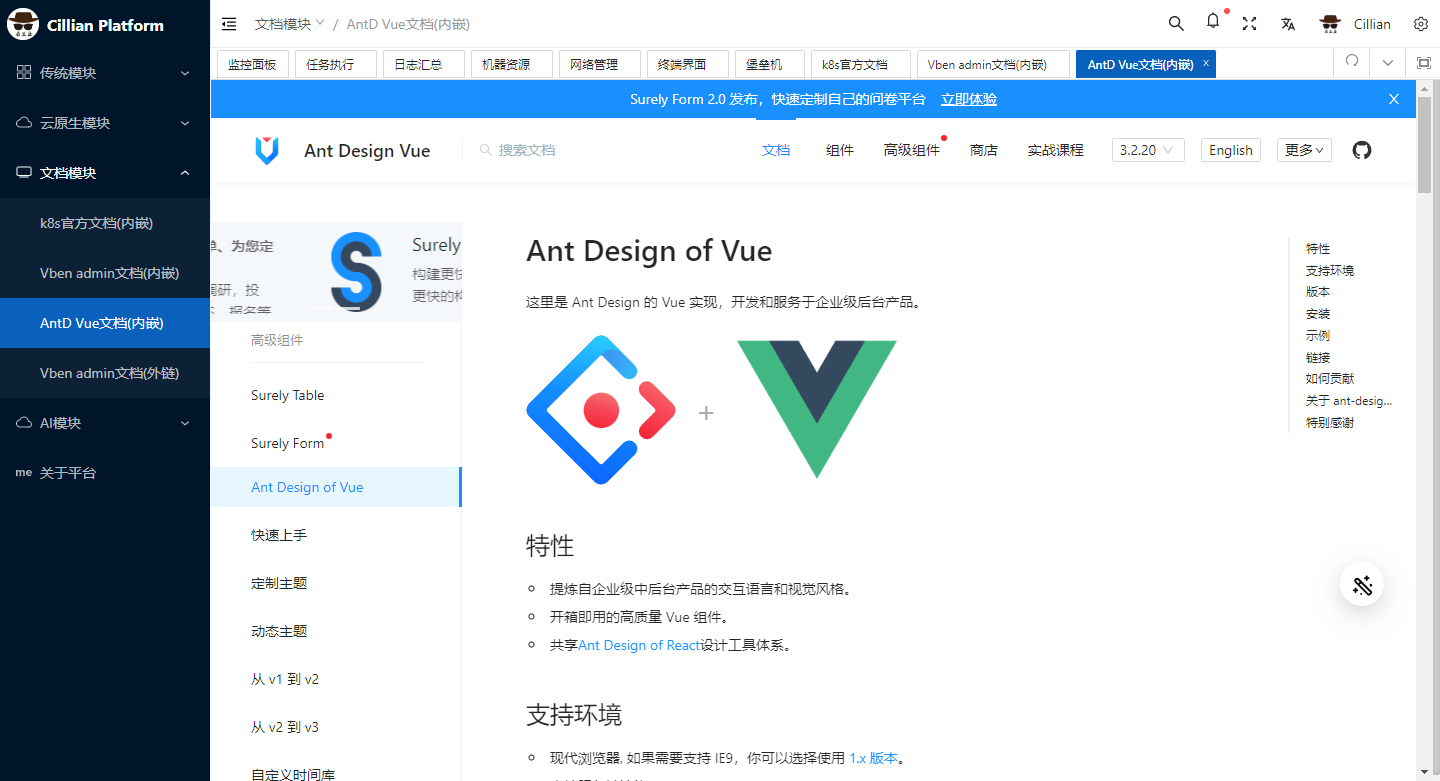 Cillian Platform
传统模块
云原生模块
文档模块
k8s官方文档(内嵌)
Vben admin文档(内嵌)
AntD Vue文档(内嵌)
Vben admin文档(外链)
AI模块
me 关于平台
文档模块 / AntD Vue文档(内嵌)
Cillian
监控面板 任务执行 日志汇总 机器资源 网络管理 终端界面 堡垒机 k8s官方文档 Vben admin文档(内嵌) AntD Vue文档(内嵌) x
Surely Form 2.0 发布，快速定制自己的问卷平台 立即体验 X
Ant Design Vue 搜索文档 文档 组件 高级组件 商店 实战课程 3.2.20 English 更多
单、为您定
调研，投
报名等
Surely
构建更快
更快的构
高级组件
Surely Table
Surely Form
Ant Design of Vue
快速上手
定制主题
动态主题
从 v1 到 v2
从 v2 到 v3
自定义时间库
Ant Design of Vue
这里是 Ant Design 的 Vue 实现，开发和服务于企业级后台产品。
+
特性
提炼自企业级中后台产品的交互语言和视觉风格。
开箱即用的高质量 Vue 组件。
共享Ant Design of React设计工具体系。
支持环境
现代浏览器, 如果需要支持 IE9，你可以选择使用 1.x 版本。
特性
支持环境
版本
安装
示例
链接
如何贡献
关于 ant-desig...
特别感谢